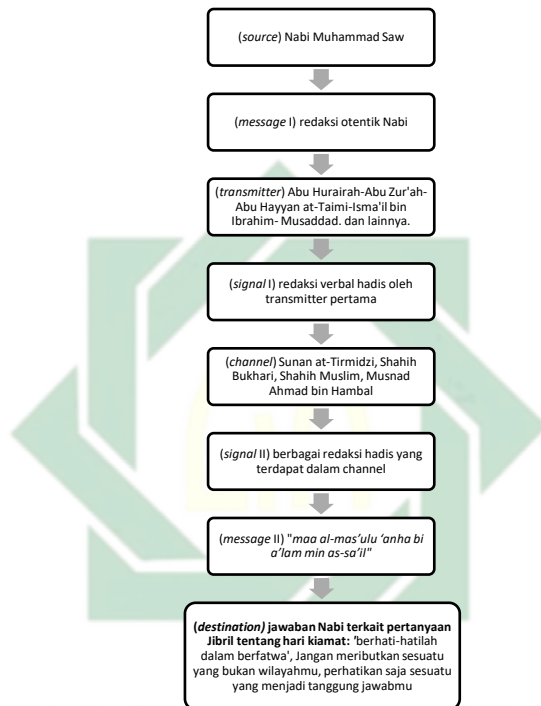 (source) Nabi Muhammad Saw
(message I) redaksi otentik Nabi
(transmitter) Abu Hurairah-Abu Zur'ah-
Abu Hayyan at-Taimi-Isma'il bin
Ibrahim- Musaddad. dan lainnya.
(signal I) redaksi verbal hadis oleh
transmitter pertama
(channel) Sunan at-Tirmidzi, Shahih
Bukhari, Shahih Muslim, Musnad
Ahmad bin Hambal
(signal II) berbagai redaksi hadis yang
terdapat dalam channel
(message II) "maa al-mas’ulu ‘anha bi
a’lam min as-sa’il"
(destination) jawaban Nabi terkait pertanyaan
Jibril tentang hari kiamat: 'berhati-hatilah
dalam berfatwa', Jangan meributkan sesuatu
yang bukan wilayahmu, perhatikan saja sesuatu
yang menjadi tanggung jawabmu